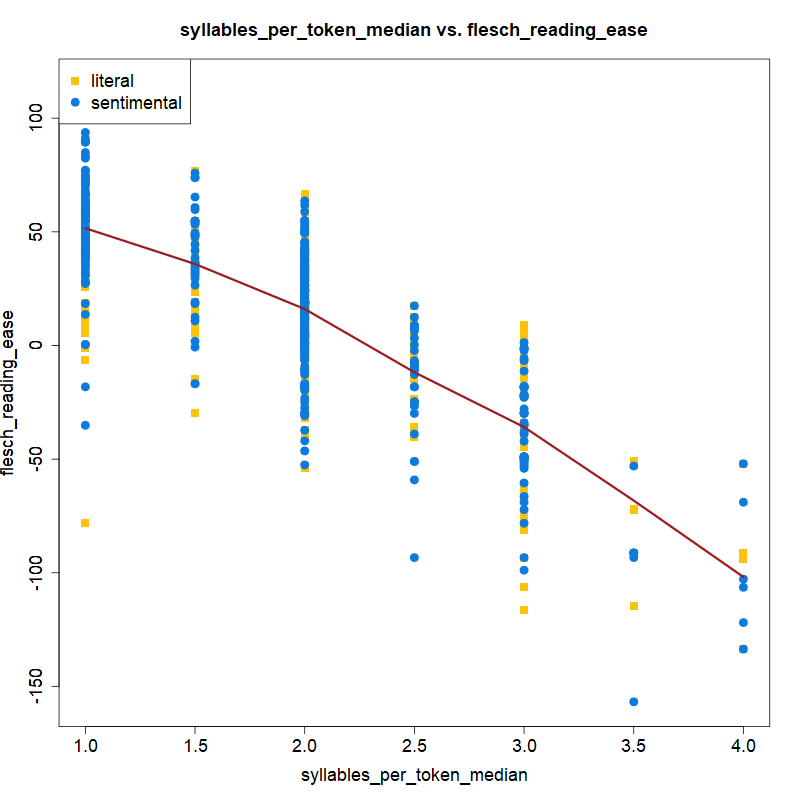 syllables_per_token_median vs. flesch_reading_ease
literal
sentimental
flesch_reading_ease
100
50
0
-50
-100
-150
1.0 1.5 2.0 2.5 3.0 3.5 4.0
syllables_per_token_median